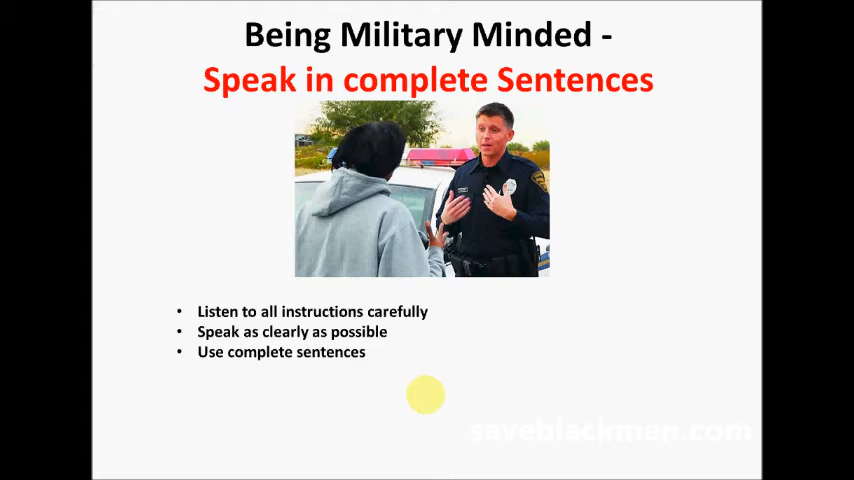 Being Military Minded -
Speak in complete Sentences
• Listen to all instructions carefully
• Speak as clearly as possible
• Use complete sentences
saveblackmen.com